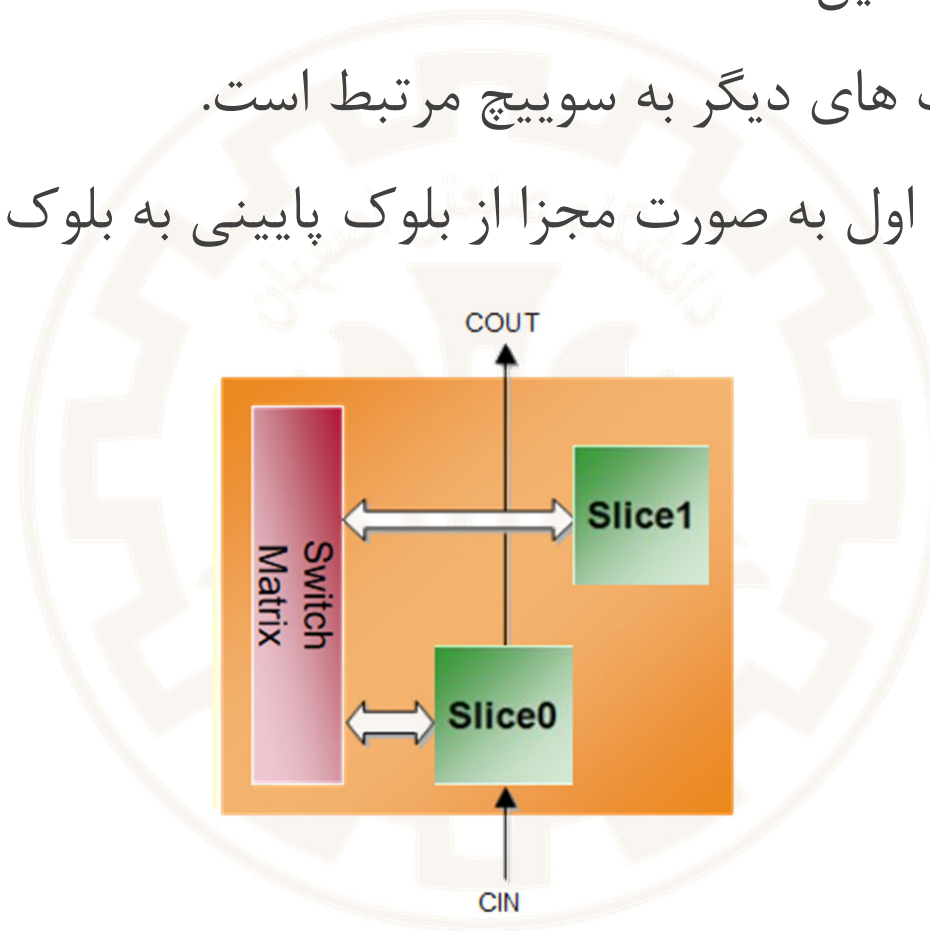 های دیگر به سوییچ مرتبط است.
اول به صورت مجزا از بلوک پایینی به بلوک
COUT
Slice1
Switch
Matrix
Slice0
CIN